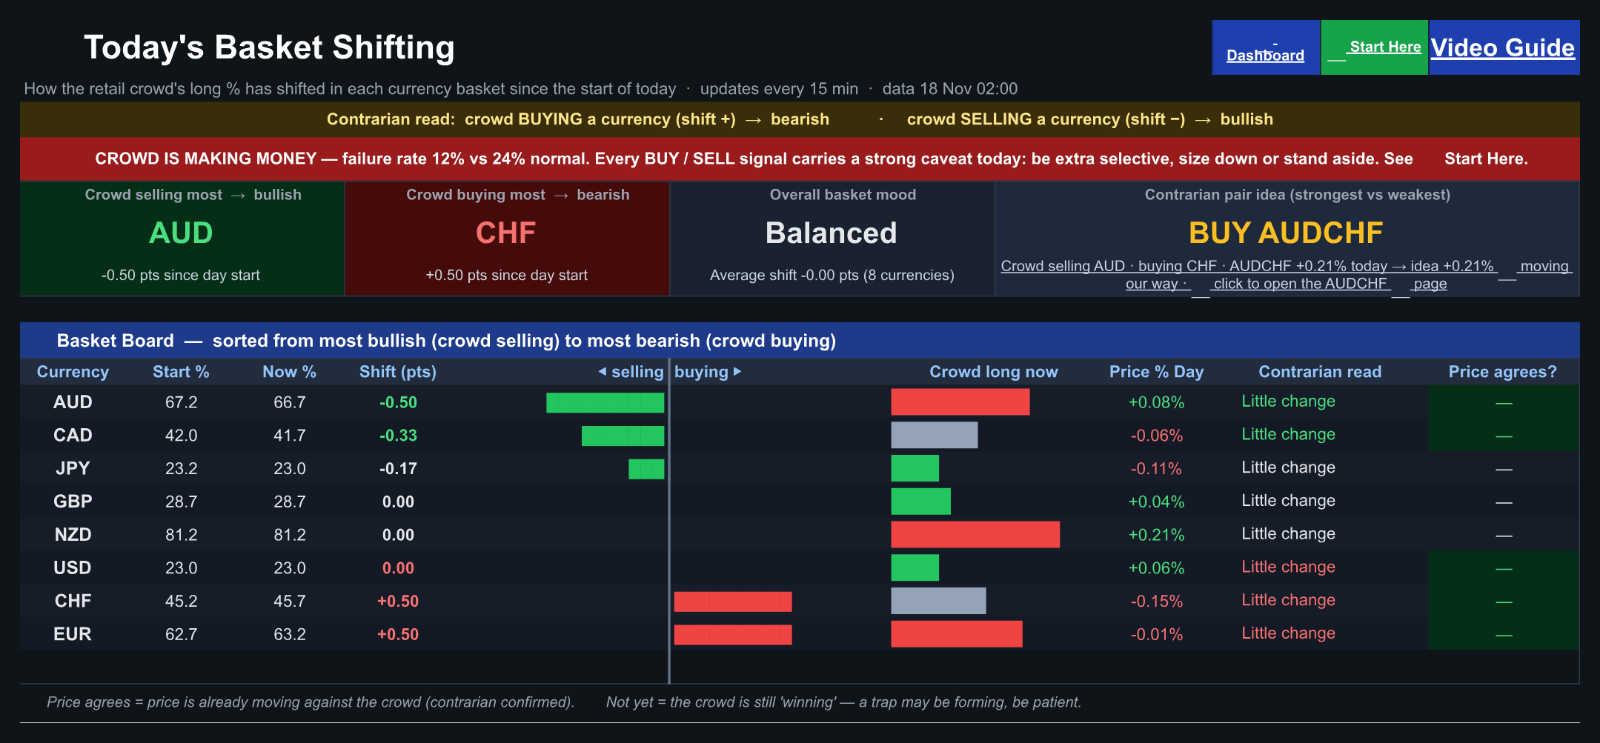 Today's Basket Shifting
Dashboard
Start Here
Video Guide
How the retail crowd's long % has shifted in each currency basket since the start of today · updates every 15 min · data 18 Nov 02:00
Contrarian read: crowd BUYING a currency (shift +) → bearish · crowd SELLING a currency (shift −) → bullish
CROWD IS MAKING MONEY — failure rate 12% vs 24% normal. Every BUY / SELL signal carries a strong caveat today: be extra selective, size down or stand aside. See Start Here.
Crowd selling most → bullish
AUD
-0.50 pts since day start
Crowd buying most → bearish
CHF
+0.50 pts since day start
Overall basket mood
Balanced
Average shift -0.00 pts (8 currencies)
Contrarian pair idea (strongest vs weakest)
BUY AUDCHF
Crowd selling AUD · buying CHF · AUDCHF +0.21% today → idea +0.21% moving
our way · click to open the AUDCHF page
Basket Board — sorted from most bullish (crowd selling) to most bearish (crowd buying)
Currency Start % Now % Shift (pts) ◄ selling buying ► Crowd long now Price % Day Contrarian read Price agrees?
AUD 67.2 66.7 -0.50 +0.08% Little change —
CAD 42.0 41.7 -0.33 -0.06% Little change —
JPY 23.2 23.0 -0.17 -0.11% Little change —
GBP 28.7 28.7 0.00 +0.04% Little change —
NZD 81.2 81.2 0.00 +0.21% Little change —
USD 23.0 23.0 0.00 +0.06% Little change —
CHF 45.2 45.7 +0.50 -0.15% Little change —
EUR 62.7 63.2 +0.50 -0.01% Little change —
Price agrees = price is already moving against the crowd (contrarian confirmed). Not yet = the crowd is still 'winning' — a trap may be forming, be patient.